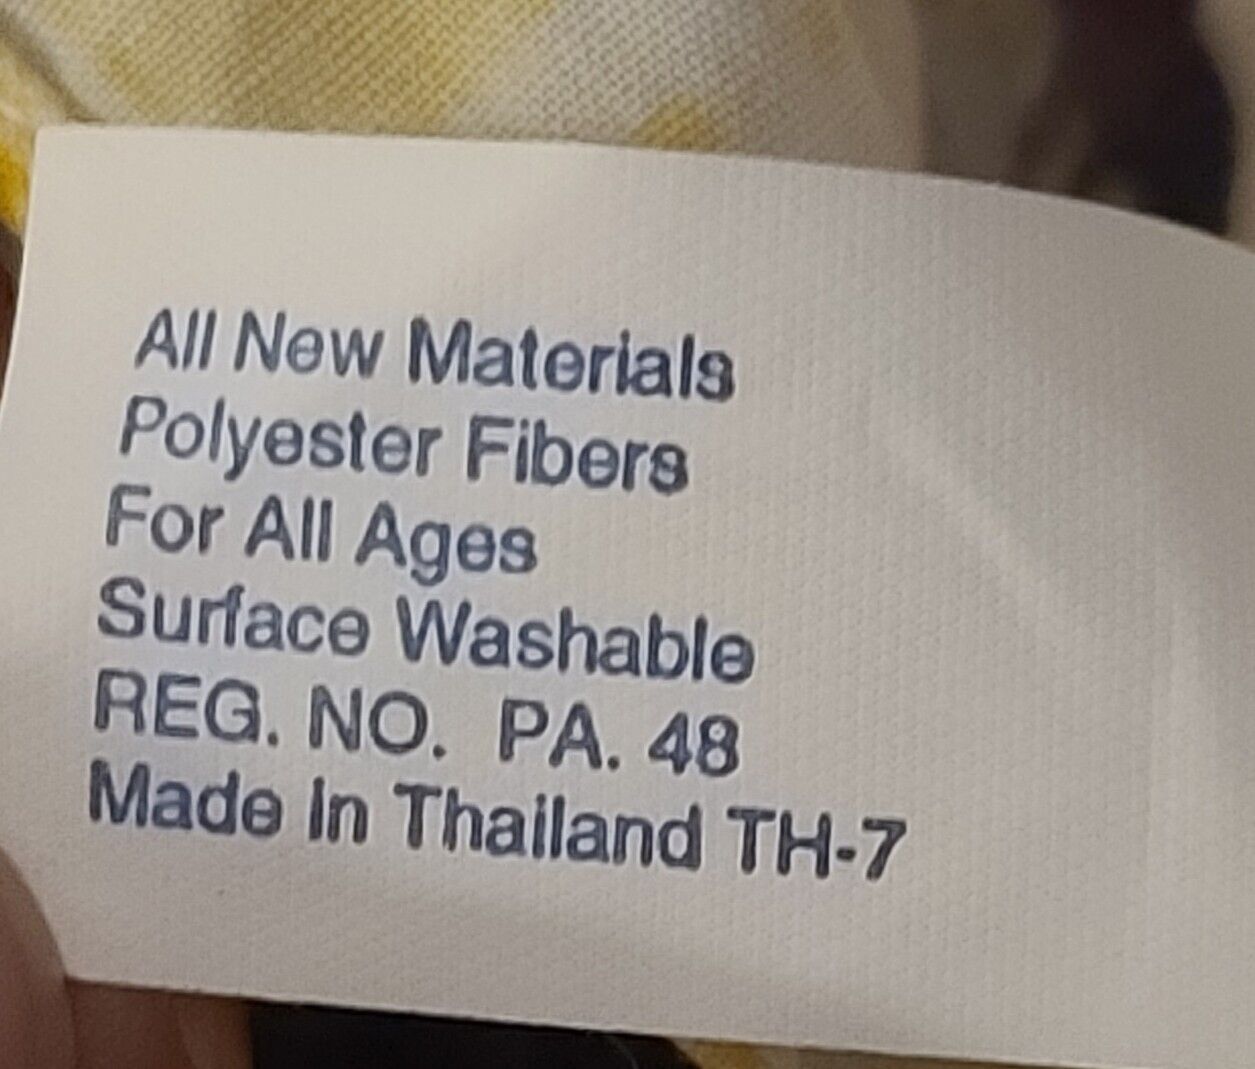 All New Materials
Polyester Fibers
For All Ages
Surface Washable
REG. NO. PA. 48
Made In Thailand TH-7